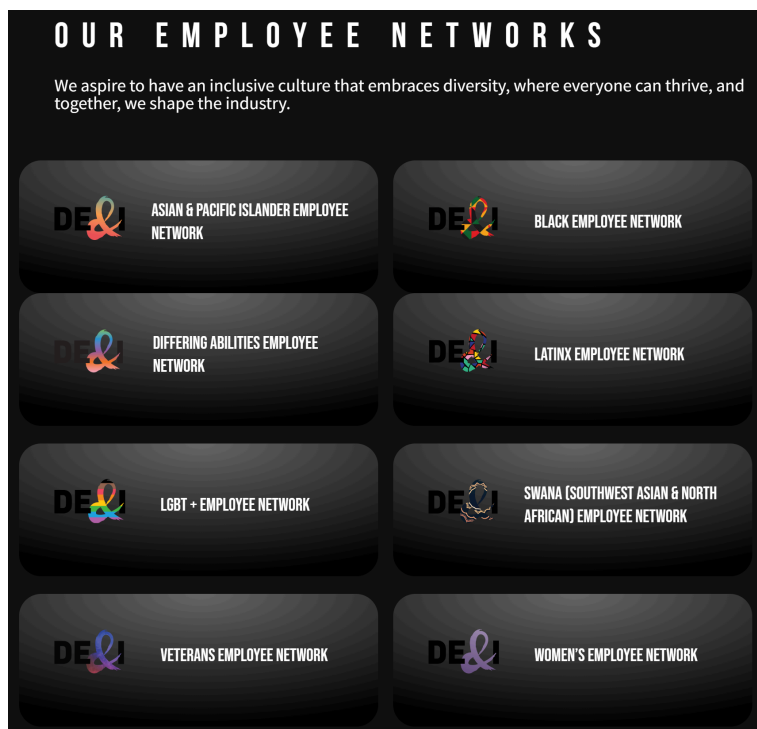 OUR EMPLOYEE NETWORKS
We aspire to have an inclusive culture that embraces diversity, where everyone can thrive, and
together, we shape the industry.
DE&I
ASIAN & PACIFIC ISLANDER EMPLOYEE
NETWORK
DE&I
BLACK EMPLOYEE NETWORK
DE&I
DIFFERING ABILITIES EMPLOYEE
NETWORK
DE&I
LATINX EMPLOYEE NETWORK
DE&I
LGBT + EMPLOYEE NETWORK
DE&I
SWANA (SOUTHWEST ASIAN & NORTH
AFRICAN) EMPLOYEE NETWORK
DE&I
VETERANS EMPLOYEE NETWORK
DE&I
WOMEN'S EMPLOYEE NETWORK